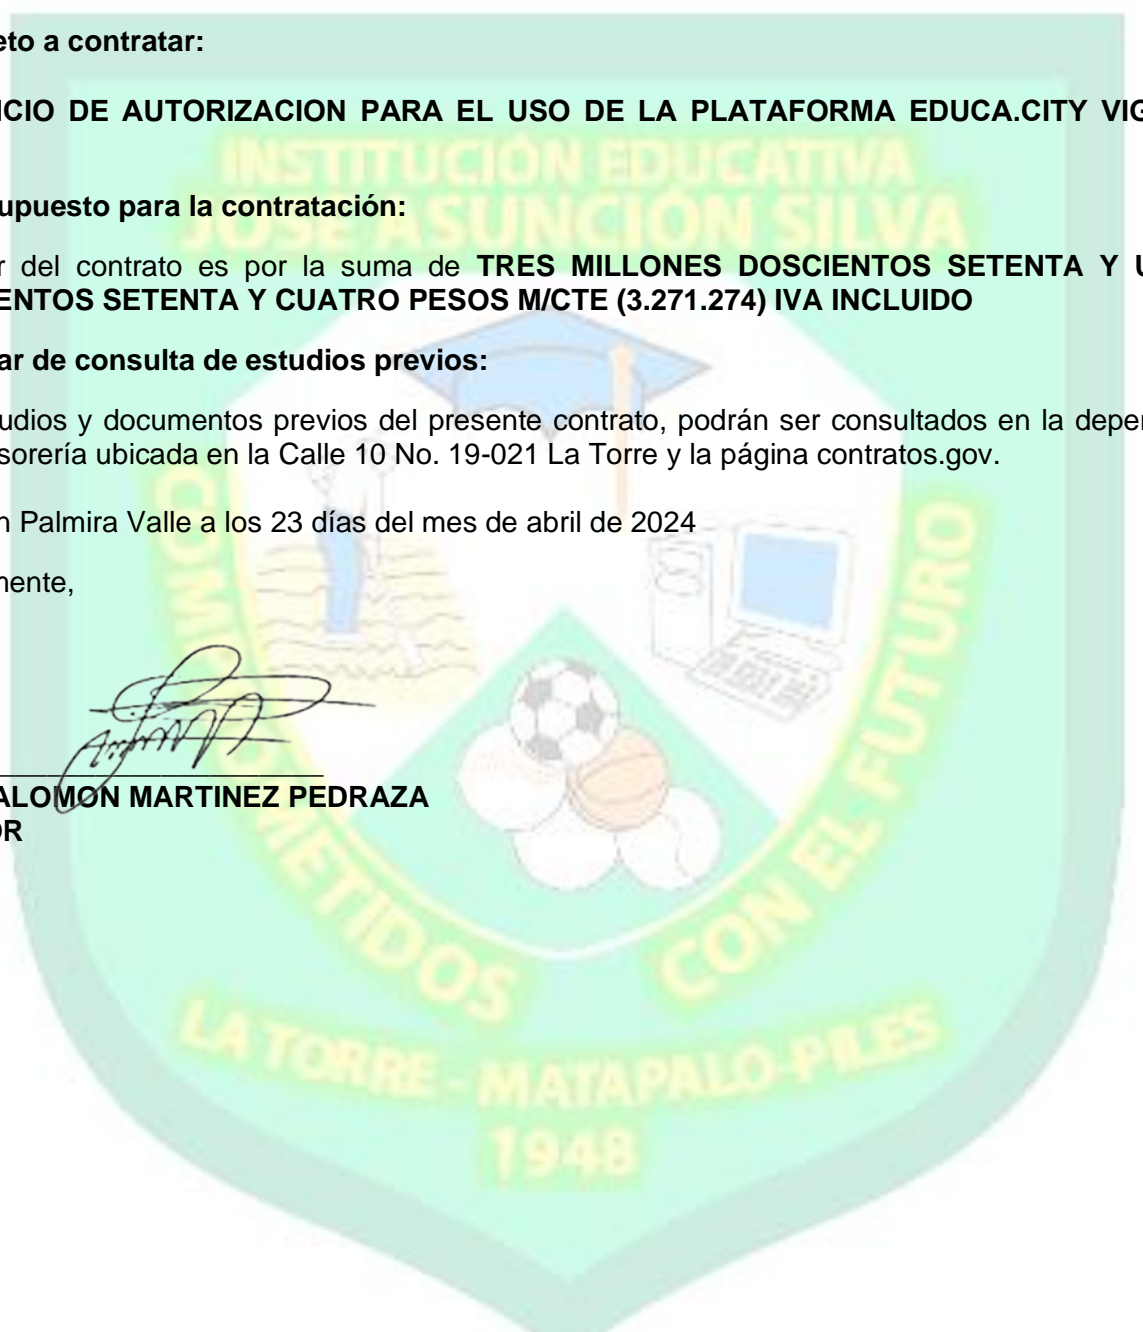 eto a contratar:
ICIO DE AUTORIZACION PARA EL USO DE LA PLATAFORMA EDUCA.CITY VIG
INSTITUCIÓN EDUCATIVA
JOSE ASUNCIÓN SILVA
upuesto para la contratación:
r del contrato es por la suma de TRES MILLONES DOSCIENTOS SETENTA Y U
ENTOS SETENTA Y CUATRO PESOS M/CTE (3.271.274) IVA INCLUIDO
ar de consulta de estudios previos:
udios y documentos previos del presente contrato, podrán ser consultados en la deper
sorería ubicada en la Calle 10 No. 19-021 La Torre y la página contratos.gov.
n Palmira Valle a los 23 días del mes de abril de 2024
mente,
ALOMON MARTINEZ PEDRAZA
OR
COMPROMETIDOS CON EL FUTURO
LA TORRE - MATAPALO-PILES
1948